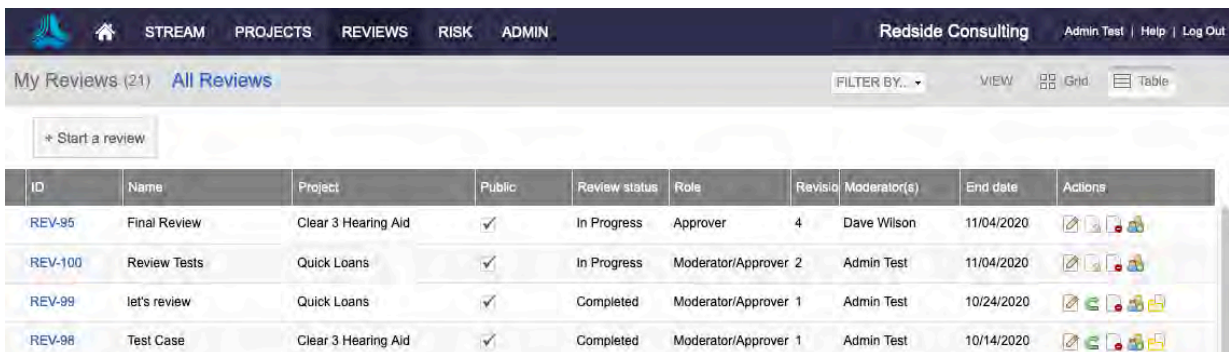 STREAM PROJECTS REVIEWS RISK ADMIN Redside Consulting Admin Test | Help | Log Out
My Reviews (21) All Reviews FILTER BY... VIEW Grid Table
+ Start a review
ID Name Project Public Review status Role Revisio Moderator(s) End date Actions
REV-95 Final Review Clear 3 Hearing Aid In Progress Approver 4 Dave Wilson 11/04/2020
REV-100 Review Tests Quick Loans In Progress Moderator/Approver 2 Admin Test 11/04/2020
REV-99 let's review Quick Loans Completed Moderator/Approver 1 Admin Test 10/24/2020
REV-98 Test Case Clear 3 Hearing Aid Completed Moderator/Approver 1 Admin Test 10/14/2020